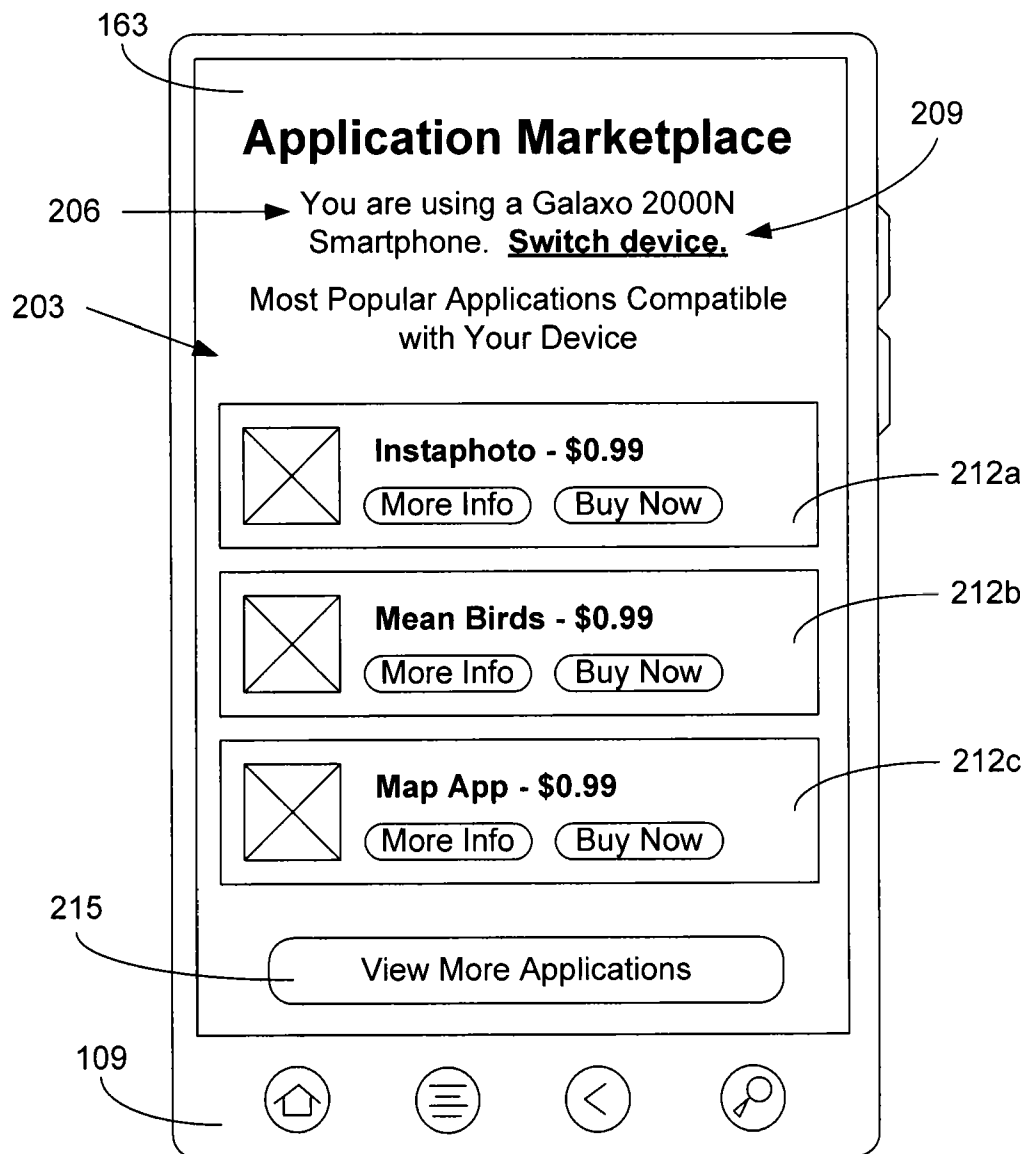 163
Application Marketplace
209
206
You are using a Galaxo 2000N
Smartphone. Switch device.
203
Most Popular Applications Compatible
with Your Device
Instaphoto - $0.99
More Info Buy Now
212a
Mean Birds - $0.99
More Info Buy Now
212b
Map App - $0.99
More Info Buy Now
212c
215
View More Applications
109